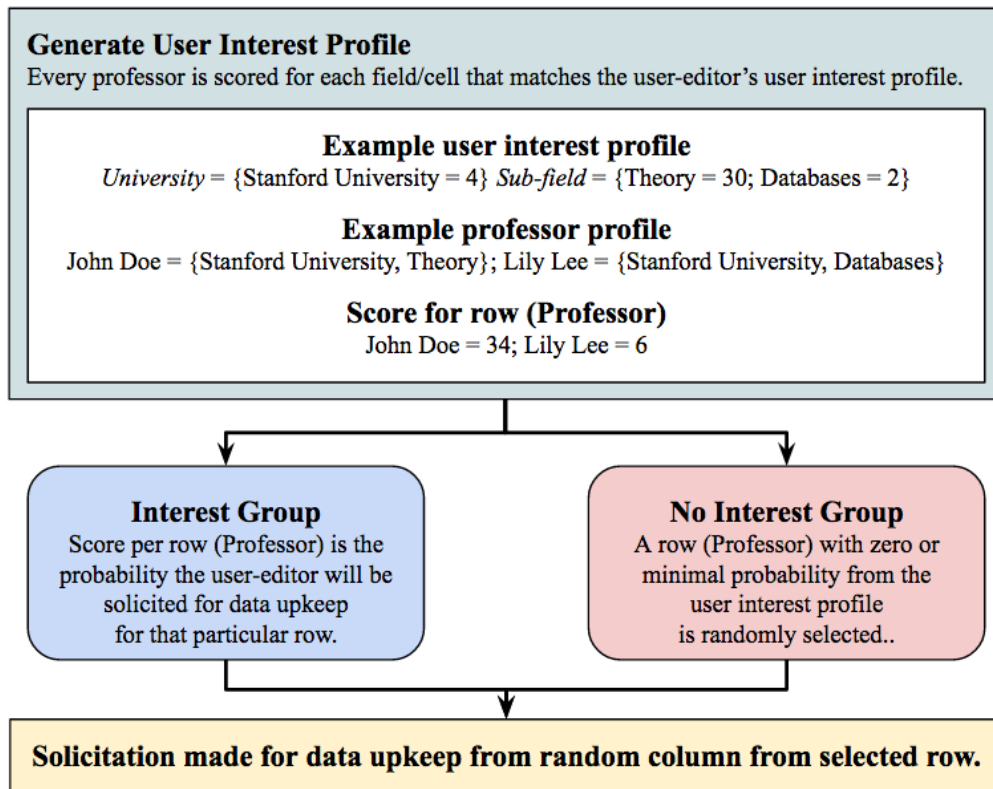 Generate User Interest Profile
Every professor is scored for each field/cell that matches the user-editor’s user interest profile.
Example user interest profile
University = {Stanford University = 4} Sub-field = {Theory = 30; Databases = 2}
Example professor profile
John Doe = {Stanford University, Theory}; Lily Lee = {Stanford University, Databases}
Score for row (Professor)
John Doe = 34; Lily Lee = 6
Interest Group
Score per row (Professor) is the
probability the user-editor will be
solicited for data upkeep
for that particular row.
No Interest Group
A row (Professor) with zero or
minimal probability from the
user interest profile
is randomly selected..
Solicitation made for data upkeep from random column from selected row.